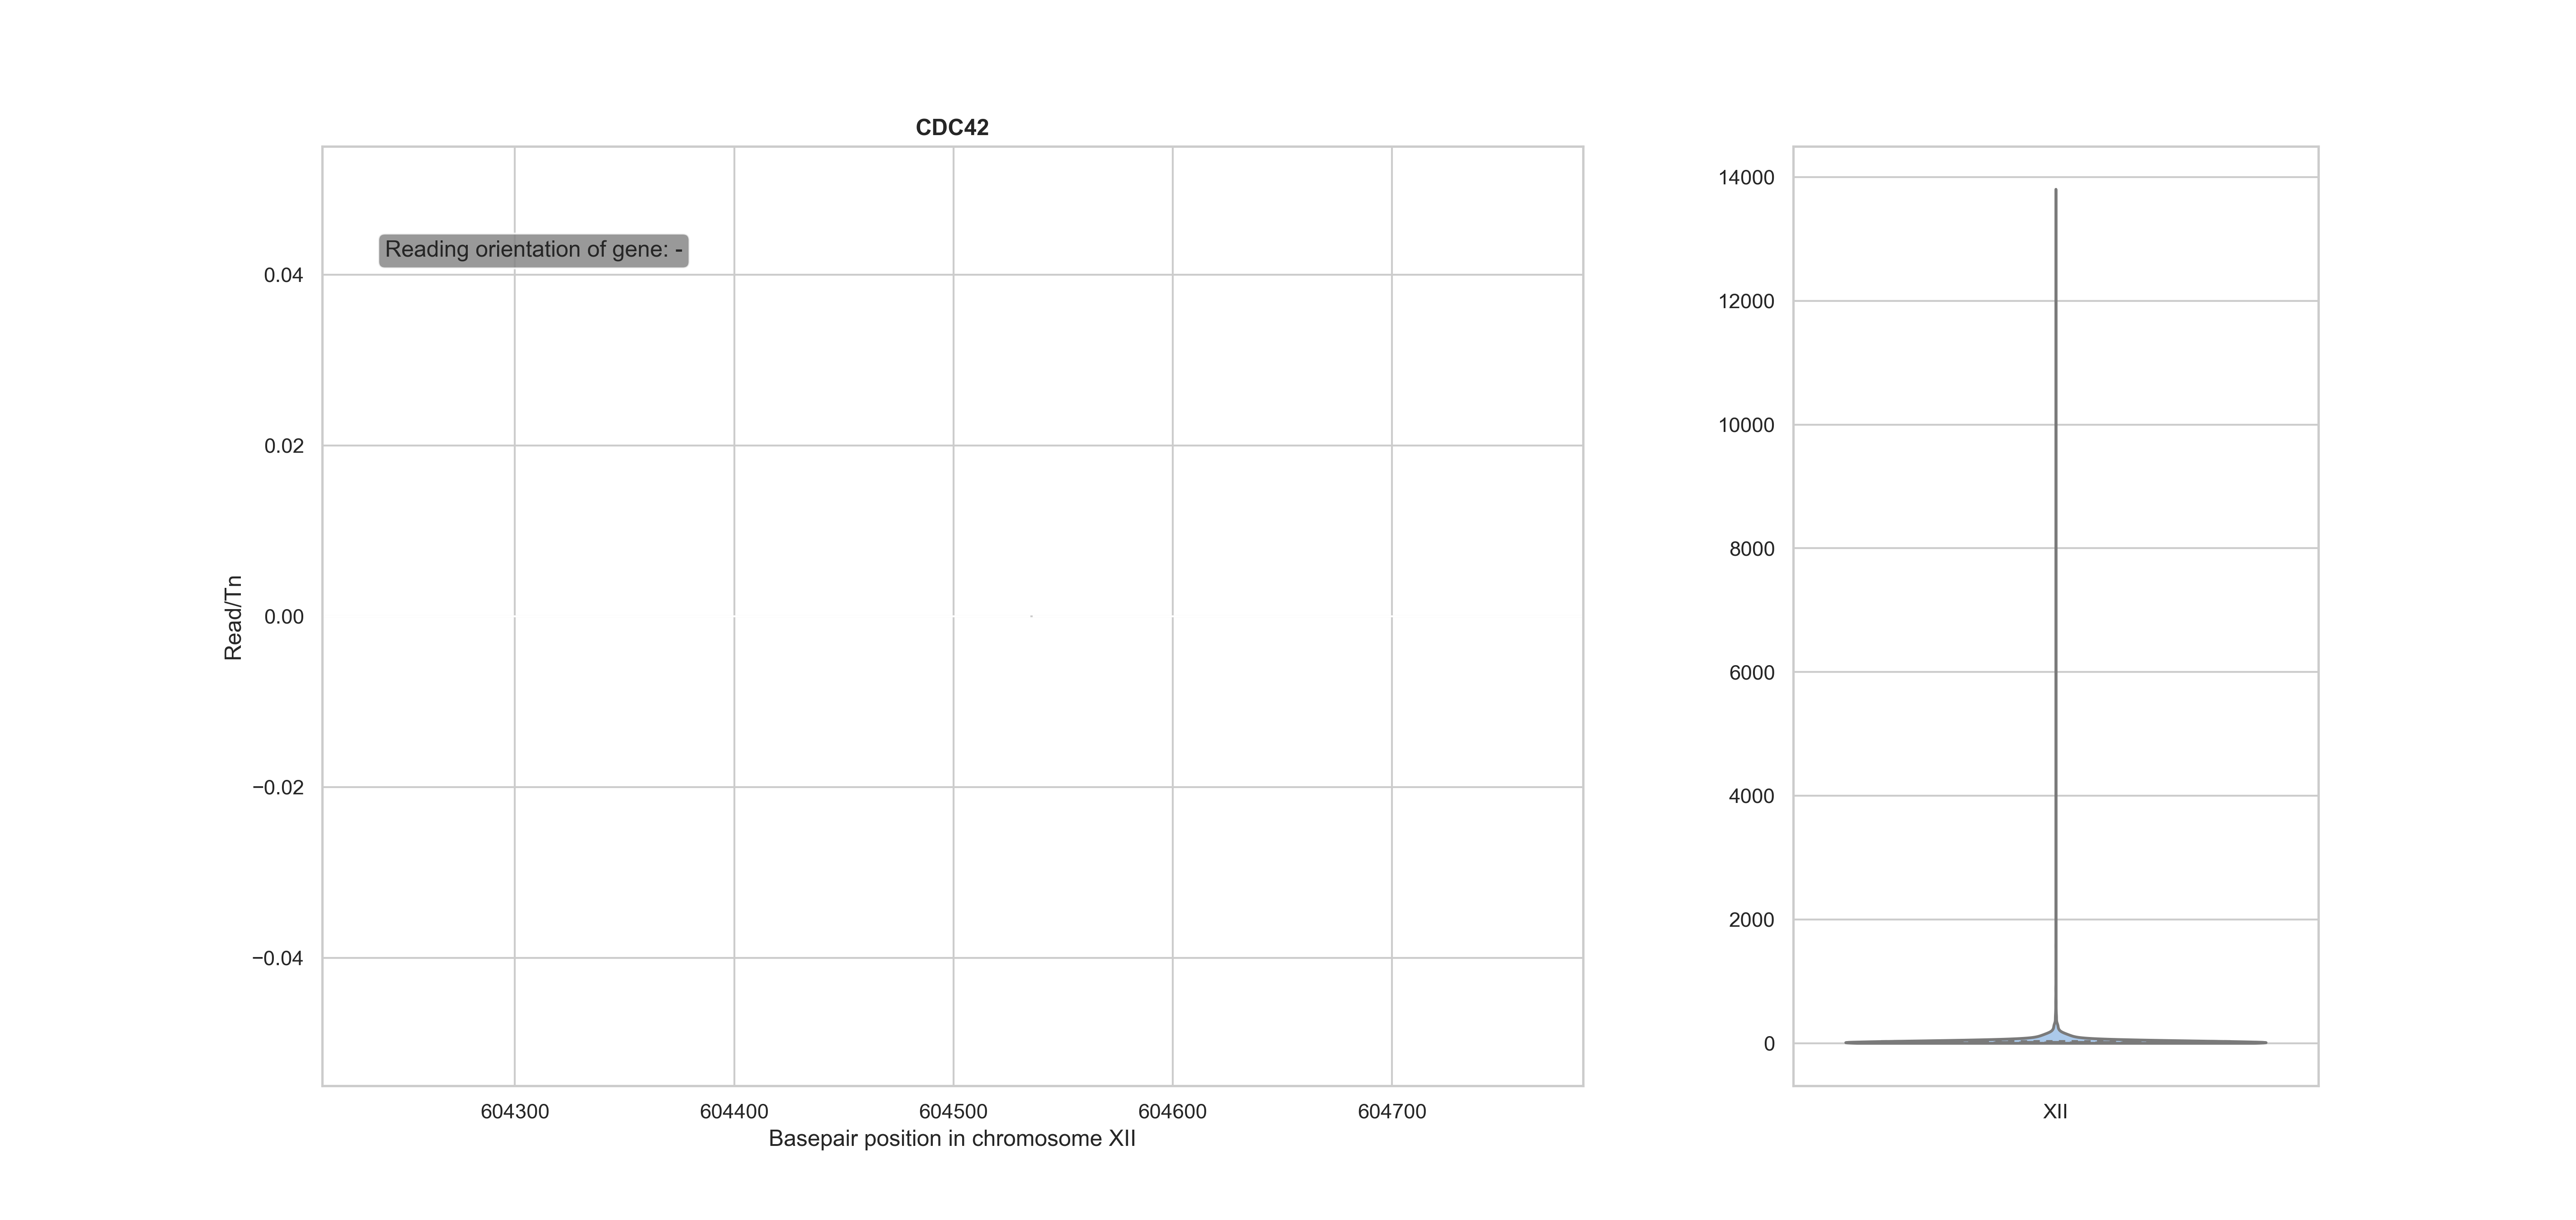 CDC42
Reading orientation of gene: -
Read/Tn
0.04
0.02
0.00
−0.02
−0.04
604300 604400 604500 604600 604700
Basepair position in chromosome XII
14000
12000
10000
8000
6000
4000
2000
0
XII